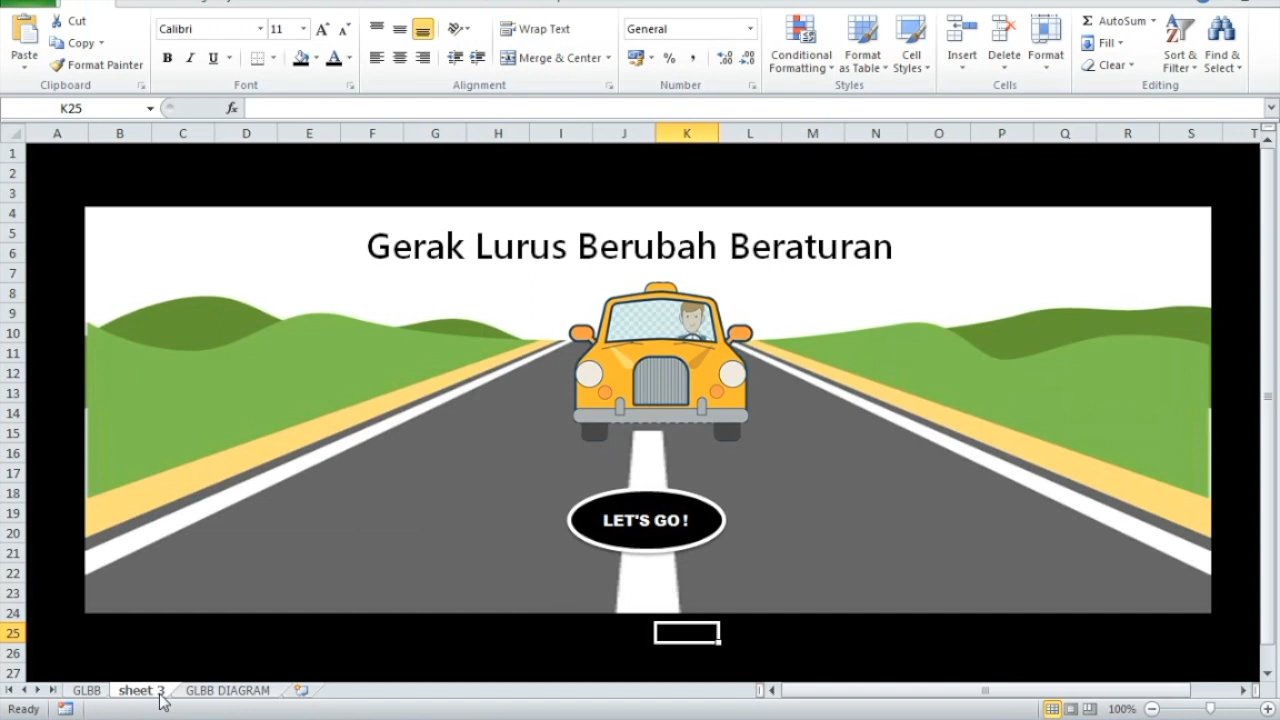 Cut
Copy
Format Painter
Paste
Clipboard
Calibri 11
B I U
Font
Wrap Text
Merge & Center
Alignment
General
% ,
Number
Conditional Formatting
Format as Table
Cell Styles
Styles
Insert
Delete
Format
Cells
Σ AutoSum
Fill
Clear
Sort & Filter
Find & Select
Editing
K25
fx
A B C D E F G H I J K L M N O P Q R S T
1
2
3
4
5
6
7
8
9
10
11
12
13
14
15
16
17
18
19
20
21
22
23
24
25
26
27
Gerak Lurus Berubah Beraturan
LET'S GO !
GLBB sheet 3 GLBB DIAGRAM
Ready
100%